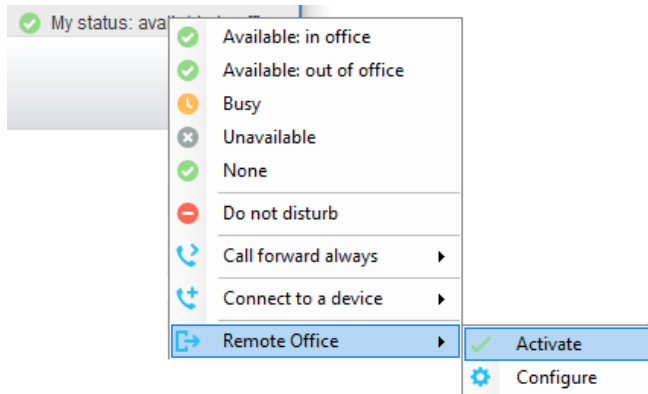 My status: ava
Available: in office
Available: out of office
Busy
Unavailable
None
Do not disturb
Call forward always
Connect to a device
Remote Office
Activate
Configure